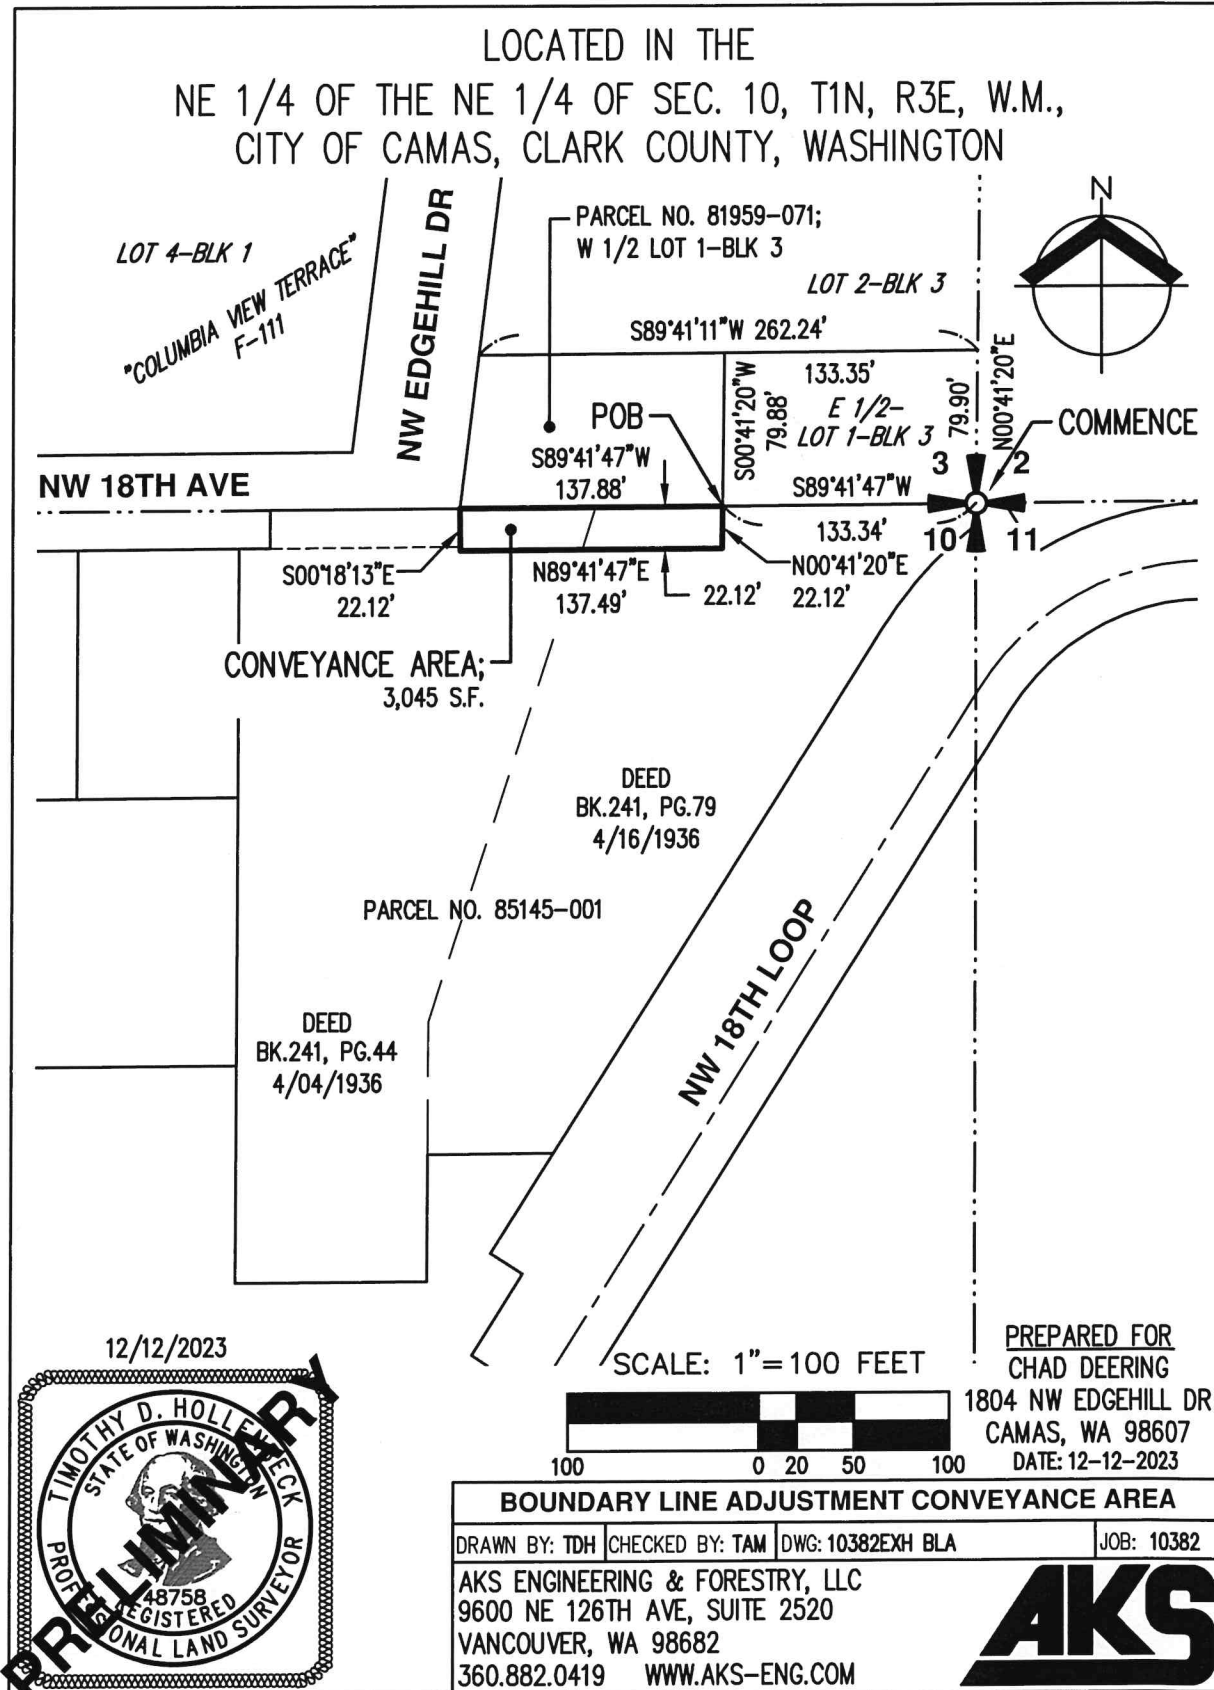 LOCATED IN THE
NE 1/4 OF THE NE 1/4 OF SEC. 10, T1N, R3E, W.M.,
CITY OF CAMAS, CLARK COUNTY, WASHINGTON
LOT 4-BLK 1
"COLUMBIA VIEW TERRACE"
F-111
NW EDGEHILL DR
PARCEL NO. 81959-071;
W 1/2 LOT 1-BLK 3
LOT 2-BLK 3
N
S89°41'11"W 262.24'
133.35'
E 1/2-
LOT 1-BLK 3
S00°41'20"W
79.88'
79.90'
N00°41'20"E
COMMENCE
POB
3 2
10 11
S89°41'47"W
137.88'
S89°41'47"W
133.34'
NW 18TH AVE
S00°18'13"E
22.12'
N89°41'47"E
137.49'
22.12'
N00°41'20"E
22.12'
CONVEYANCE AREA;
3,045 S.F.
DEED
BK.241, PG.79
4/16/1936
PARCEL NO. 85145-001
NW 18TH LOOP
DEED
BK.241, PG.44
4/04/1936
12/12/2023
TIMOTHY D. HOLLENBECK
STATE OF WASHINGTON
48758
REGISTERED
PROFESSIONAL LAND SURVEYOR
PRELIMINARY
SCALE: 1"=100 FEET
100 0 20 50 100
PREPARED FOR
CHAD DEERING
1804 NW EDGEHILL DR
CAMAS, WA 98607
DATE: 12-12-2023
BOUNDARY LINE ADJUSTMENT CONVEYANCE AREA
DRAWN BY: TDH CHECKED BY: TAM DWG: 10382EXH BLA JOB: 10382
AKS ENGINEERING & FORESTRY, LLC
9600 NE 126TH AVE, SUITE 2520
VANCOUVER, WA 98682
360.882.0419 WWW.AKS-ENG.COM
AKS